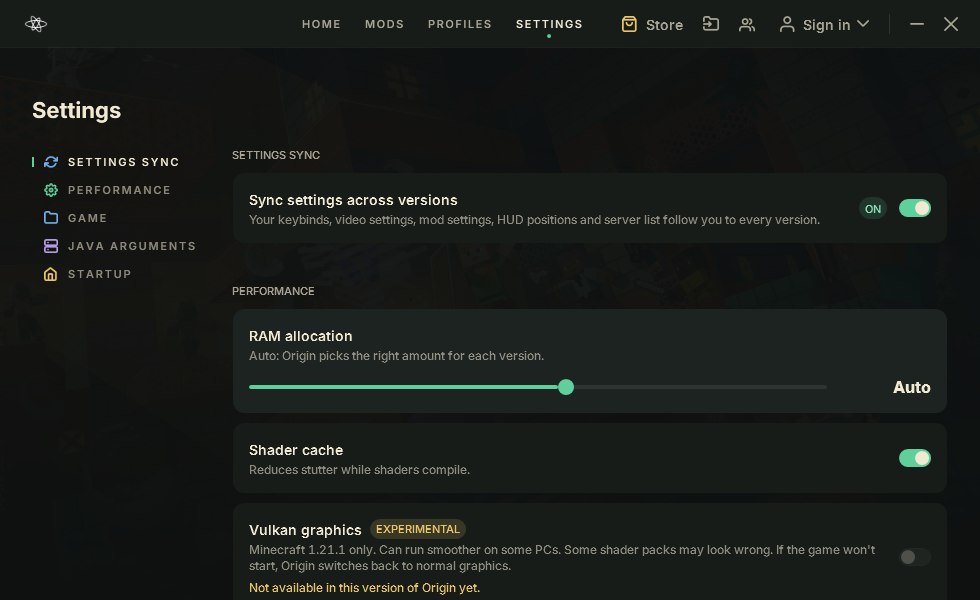 HOME MODS PROFILES SETTINGS Store Sign in
Settings
SETTINGS SYNC
PERFORMANCE
GAME
JAVA ARGUMENTS
STARTUP
SETTINGS SYNC
Sync settings across versions
Your keybinds, video settings, mod settings, HUD positions and server list follow you to every version.
ON
PERFORMANCE
RAM allocation
Auto: Origin picks the right amount for each version.
Auto
Shader cache
Reduces stutter while shaders compile.
Vulkan graphics EXPERIMENTAL
Minecraft 1.21.1 only. Can run smoother on some PCs. Some shader packs may look wrong. If the game won't
start, Origin switches back to normal graphics.
Not available in this version of Origin yet.